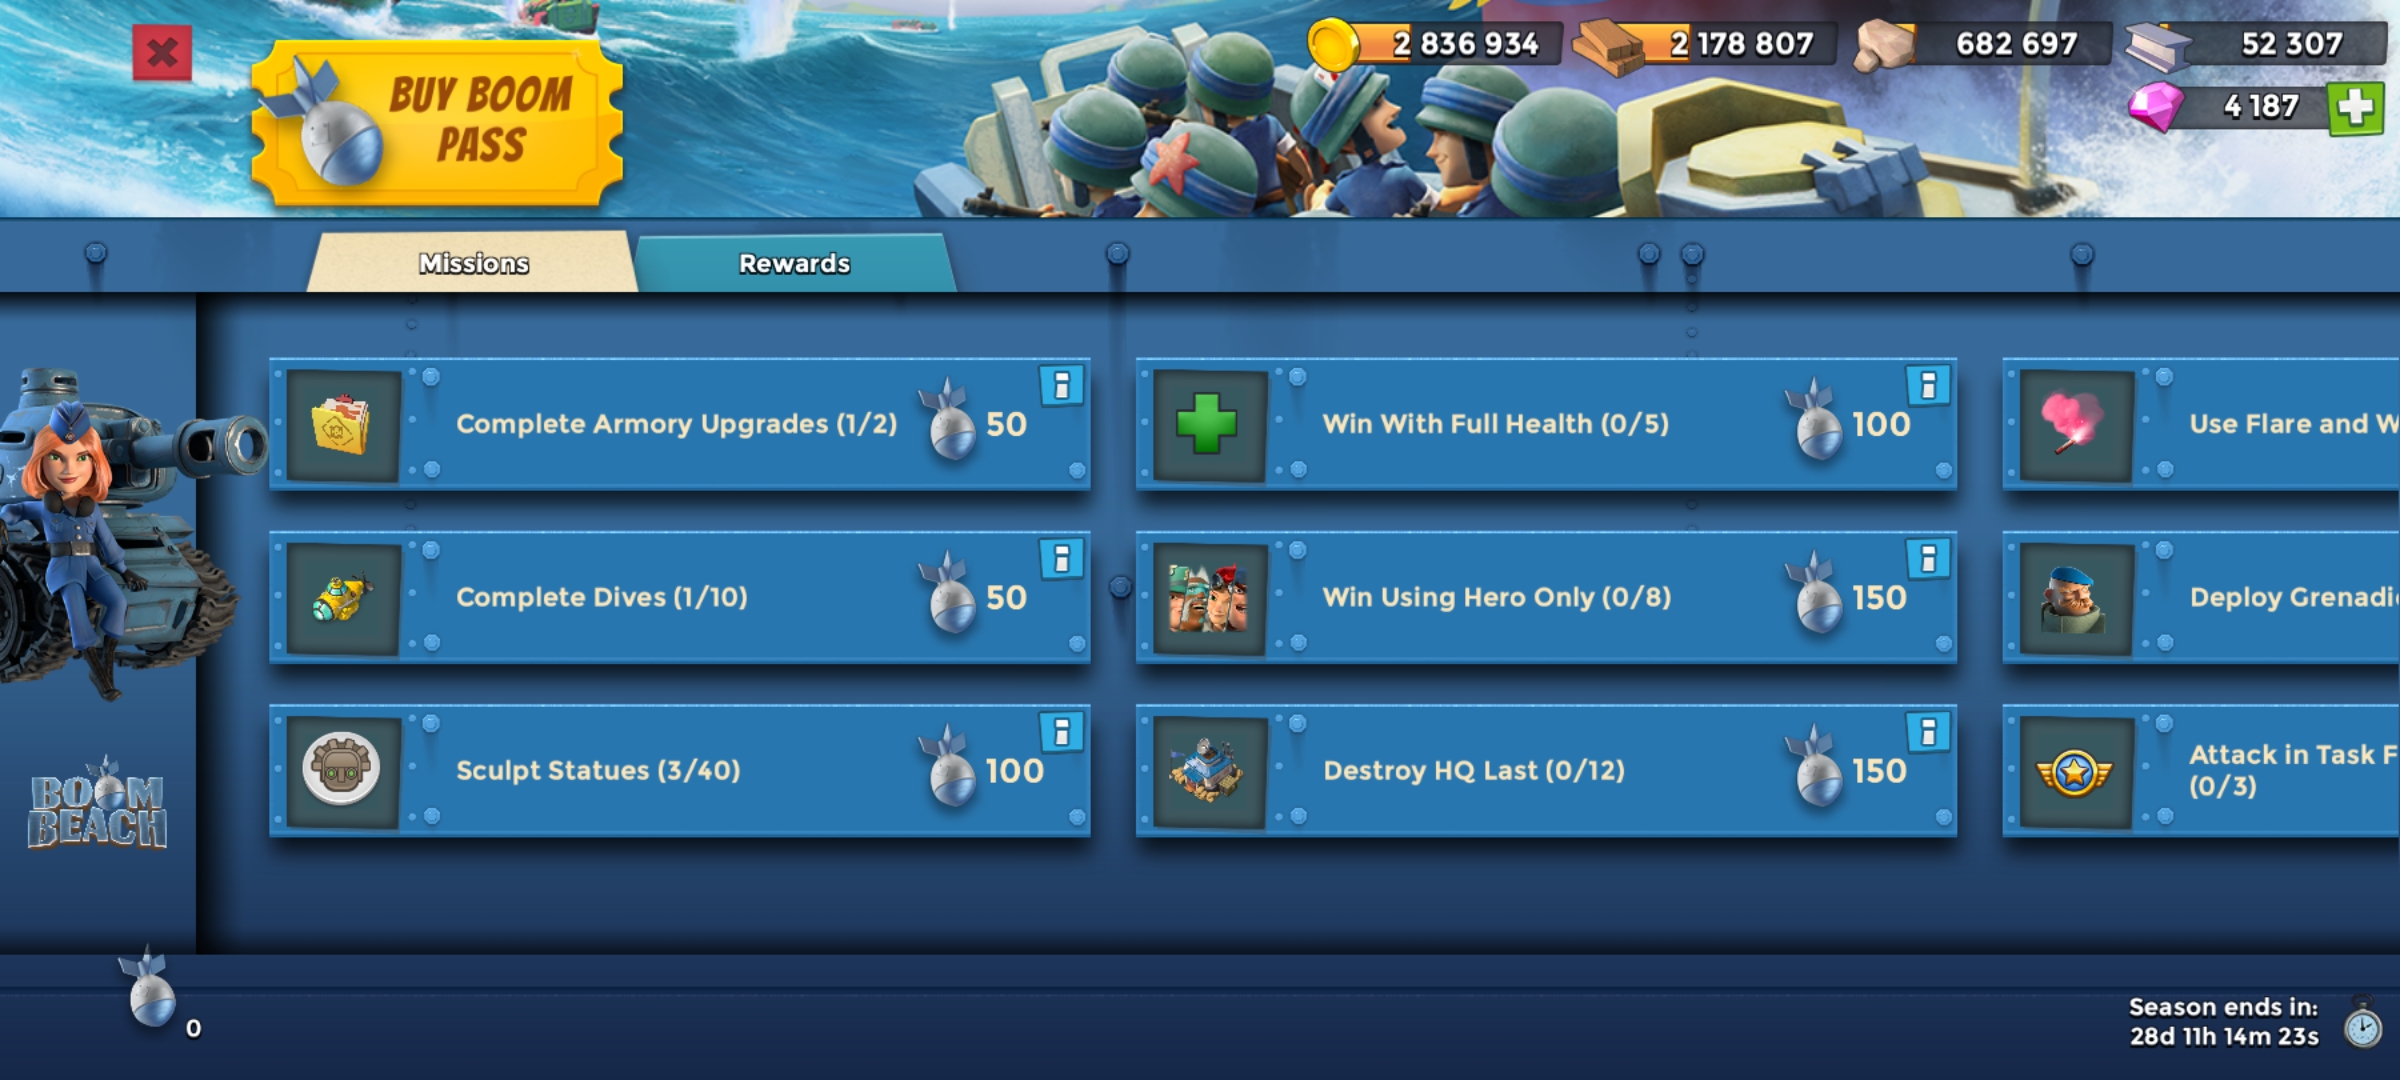 BUY BOOM
PASS
2 836 934
2 178 807
682 697
52 307
4 187
Missions
Rewards
Complete Armory Upgrades (1/2)
50
Win With Full Health (0/5)
100
Use Flare and W
Complete Dives (1/10)
50
Win Using Hero Only (0/8)
150
Deploy Grenadi
Sculpt Statues (3/40)
100
Destroy HQ Last (0/12)
150
Attack in Task F
(0/3)
BOOM
BEACH
0
Season ends in:
28d 11h 14m 23s